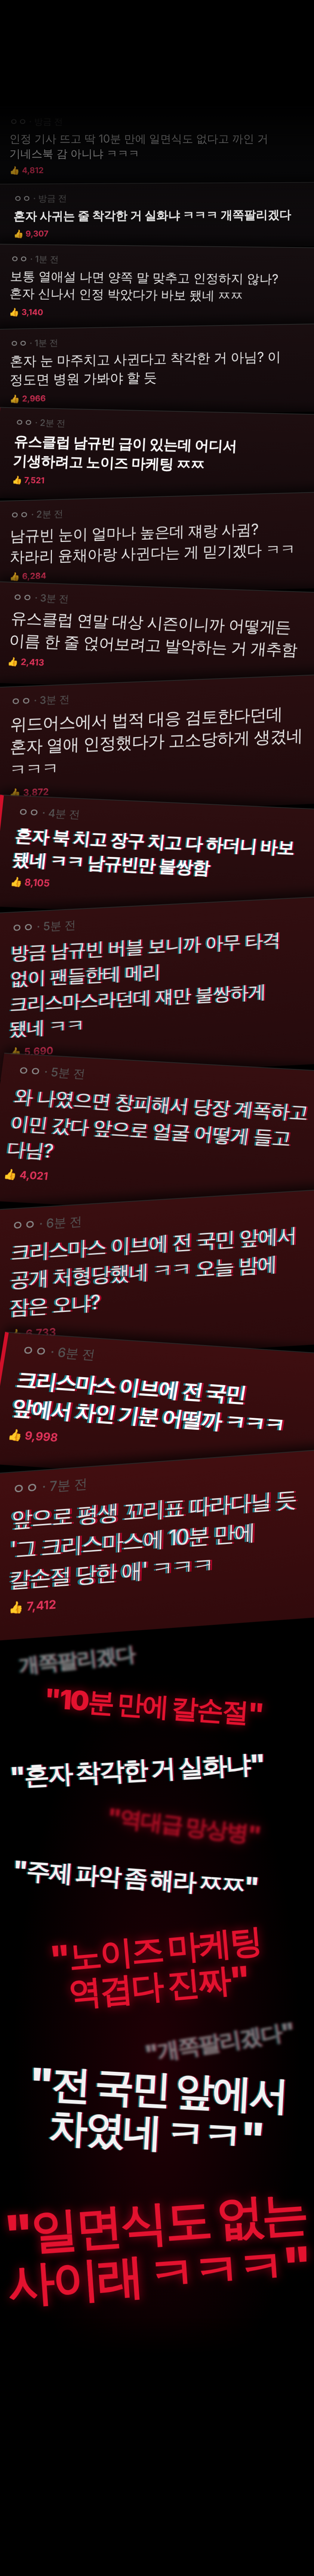 ㅇㅇ · 방금 전
인정 기사 뜨고 딱 10분 만에 일면식도 없다고 까인 거
기네스북 감 아니냐 ㅋㅋㅋ
👍 4,812
ㅇㅇ · 방금 전
혼자 사귀는 줄 착각한 거 실화냐 ㅋㅋㅋ 개쪽팔리겠다
👍 9,307
ㅇㅇ · 1분 전
보통 열애설 나면 양쪽 말 맞추고 인정하지 않나?
혼자 신나서 인정 박았다가 바보 됐네 ㅉㅉ
👍 3,140
ㅇㅇ · 1분 전
혼자 눈 마주치고 사귄다고 착각한 거 아님? 이
정도면 병원 가봐야 할 듯
👍 2,966
ㅇㅇ · 2분 전
유스클럽 남규빈 급이 있는데 어디서
기생하려고 노이즈 마케팅 ㅉㅉ
👍 7,521
ㅇㅇ · 2분 전
남규빈 눈이 얼마나 높은데 쟤랑 사귐?
차라리 윤채아랑 사귄다는 게 믿기겠다 ㅋㅋ
👍 6,284
ㅇㅇ · 3분 전
유스클럽 연말 대상 시즌이니까 어떻게든
이름 한 줄 얹어보려고 발악하는 거 개추함
👍 2,413
ㅇㅇ · 3분 전
위드어스에서 법적 대응 검토한다던데
혼자 열애 인정했다가 고소당하게 생겼네
ㅋㅋㅋ
👍 3,872
ㅇㅇ · 4분 전
혼자 북 치고 장구 치고 다 하더니 바보
됐네 ㅋㅋ 남규빈만 불쌍함
👍 8,105
ㅇㅇ · 5분 전
방금 남규빈 버블 보니까 아무 타격
없이 팬들한테 메리
크리스마스라던데 쟤만 불쌍하게
됐네 ㅋㅋ
👍 5,690
ㅇㅇ · 5분 전
와 나였으면 창피해서 당장 계폭하고
이민 갔다 앞으로 얼굴 어떻게 들고
다님?
👍 4,021
ㅇㅇ · 6분 전
크리스마스 이브에 전 국민 앞에서
공개 처형당했네 ㅋㅋ 오늘 밤에
잠은 오냐?
👍 6,733
ㅇㅇ · 6분 전
크리스마스 이브에 전 국민
앞에서 차인 기분 어떨까 ㅋㅋㅋ
👍 9,998
ㅇㅇ · 7분 전
앞으로 평생 꼬리표 따라다닐 듯
'그 크리스마스에 10분 만에
칼손절 당한 애' ㅋㅋㅋ
👍 7,412
개쪽팔리겠다
"10분 만에 칼손절"
"혼자 착각한 거 실화냐"
"역대급 망상병"
"주제 파악 좀 해라 ㅉㅉ"
"노이즈 마케팅
역겹다 진짜"
"개쪽팔리겠다"
"전 국민 앞에서
차였네 ㅋㅋ"
"일면식도 없는
사이래 ㅋㅋㅋ"